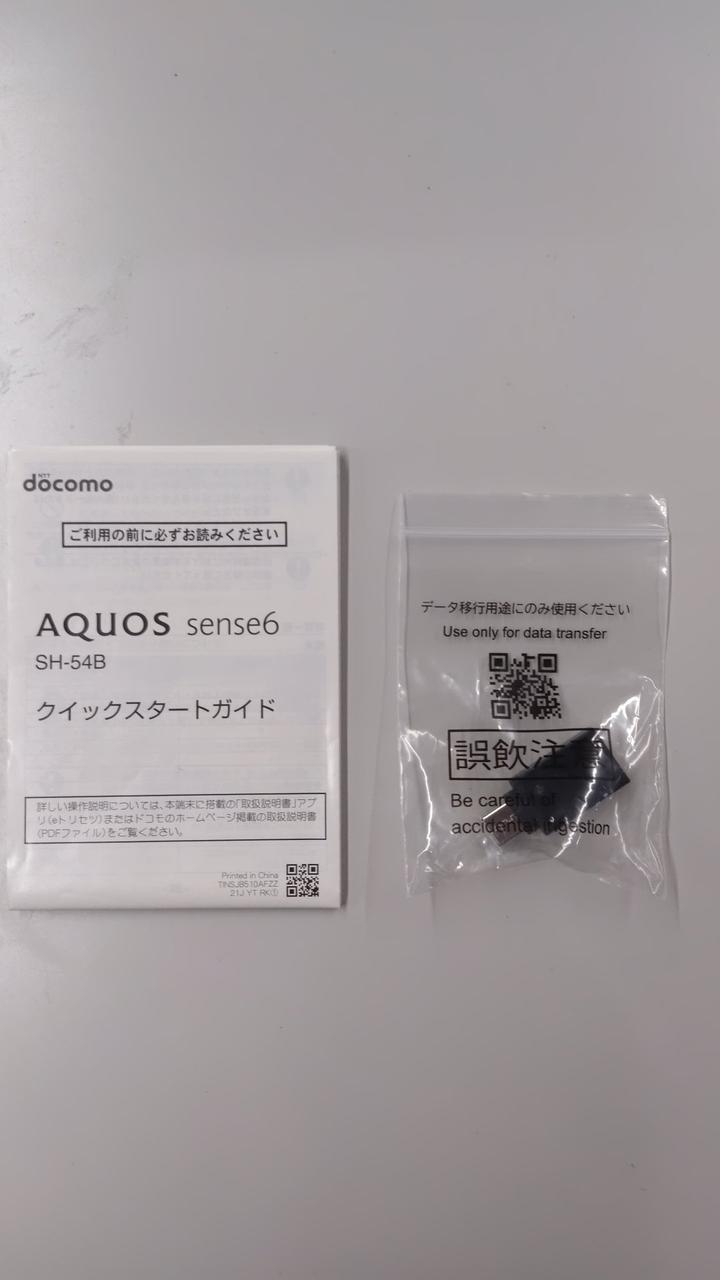 NTT
docomo
ご利用の前に必ずお読みください
AQUOS sense6
SH-54B
クイックスタートガイド
詳しい操作説明については、本端末に搭載の「取扱説明書」アプ
リ(eトリセツ)またはドコモのホームページ掲載の取扱説明書
(PDFファイル)をご覧ください。
Printed in China
TINSJB510AFZZ
21J YT RK①
データ移行用途にのみ使用ください
Use only for data transfer
誤飲注意
Be careful of
accidental ingestion